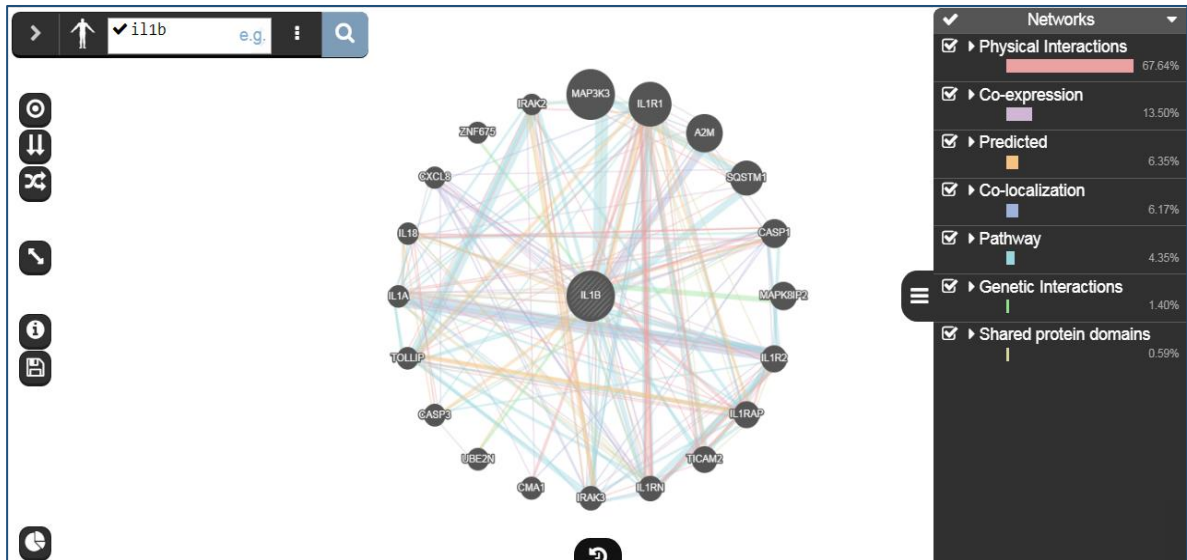 il1b e.g.
Networks
Physical Interactions
67.64%
Co-expression
13.50%
Predicted
6.35%
Co-localization
6.17%
Pathway
4.35%
Genetic Interactions
1.40%
Shared protein domains
0.59%
MAP3K3
IL1R1
IRAK2
A2M
ZNF675
SQSTM1
CXCL8
CASP1
IL18
IL1B
MAPK8IP2
IL1A
IL1R2
TOLLIP
IL1RAP
CASP3
TICAM2
UBE2N
IL1RN
CMA1
IRAK3